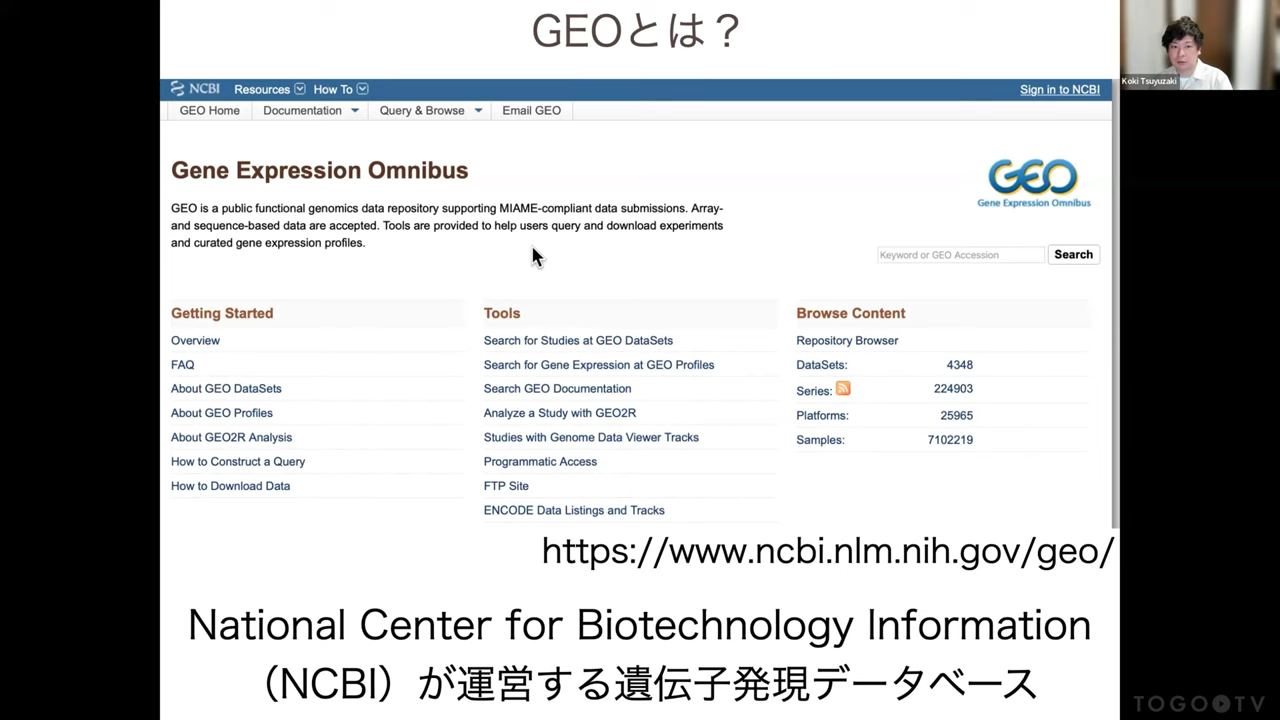 GEOとは？
Koki Tsuyuzaki
NCBI Resources How To Sign in to NCBI
GEO Home Documentation Query & Browse Email GEO
Gene Expression Omnibus
GEO
Gene Expression Omnibus
GEO is a public functional genomics data repository supporting MIAME-compliant data submissions. Array-
and sequence-based data are accepted. Tools are provided to help users query and download experiments
and curated gene expression profiles.
Keyword or GEO Accession Search
Getting Started
Overview
FAQ
About GEO DataSets
About GEO Profiles
About GEO2R Analysis
How to Construct a Query
How to Download Data
Tools
Search for Studies at GEO DataSets
Search for Gene Expression at GEO Profiles
Search GEO Documentation
Analyze a Study with GEO2R
Studies with Genome Data Viewer Tracks
Programmatic Access
FTP Site
ENCODE Data Listings and Tracks
Browse Content
Repository Browser
DataSets: 4348
Series: 224903
Platforms: 25965
Samples: 7102219
https://www.ncbi.nlm.nih.gov/geo/
National Center for Biotechnology Information
（NCBI）が運営する遺伝子発現データベース
TOGO TV